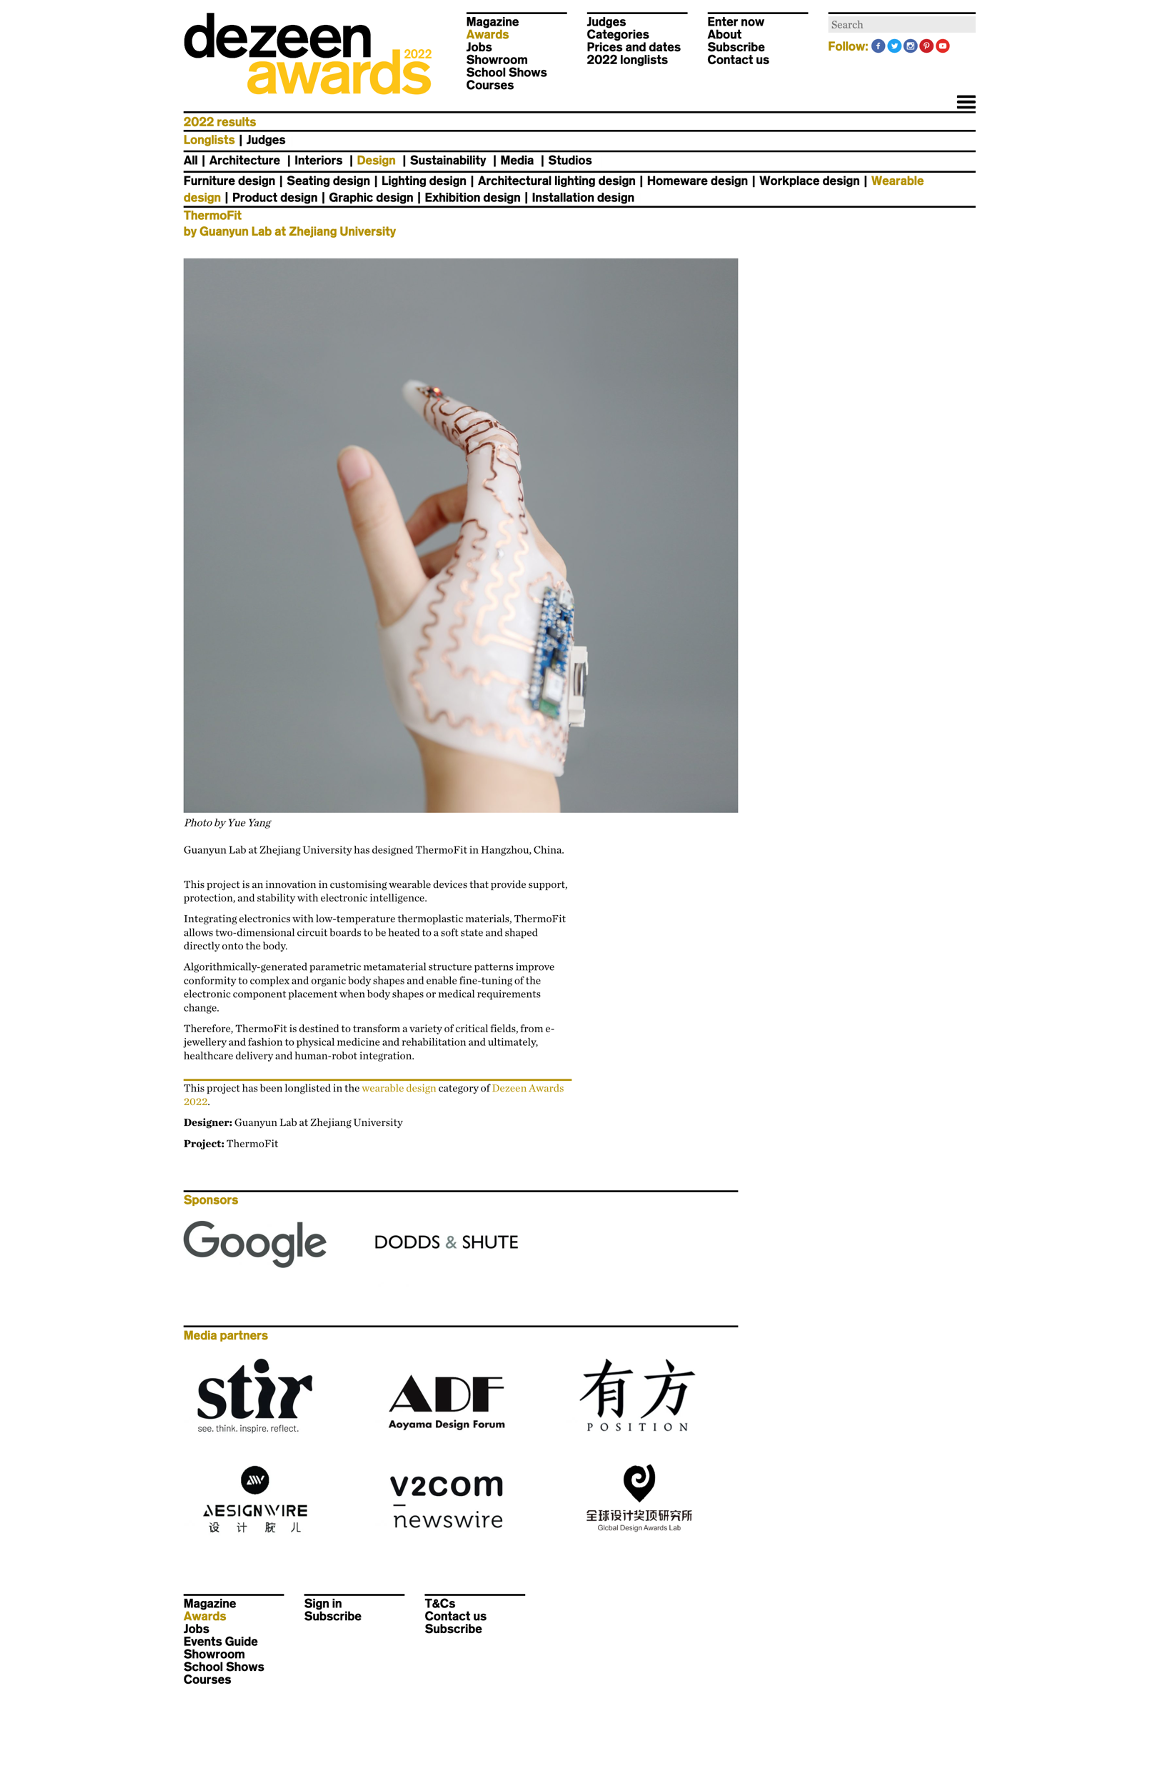 dezeen
awards 2022
Magazine
Awards
Jobs
Showroom
School Shows
Courses
Judges
Categories
Prices and dates
2022 longlists
Enter now
About
Subscribe
Contact us
Search
Follow:
2022 results
Longlists | Judges
All | Architecture | Interiors | Design | Sustainability | Media | Studios
Furniture design | Seating design | Lighting design | Architectural lighting design | Homeware design | Workplace design | Wearable
design | Product design | Graphic design | Exhibition design | Installation design
ThermoFit
by Guanyun Lab at Zhejiang University
Photo by Yue Yang
Guanyun Lab at Zhejiang University has designed ThermoFit in Hangzhou, China.
This project is an innovation in customising wearable devices that provide support,
protection, and stability with electronic intelligence.
Integrating electronics with low-temperature thermoplastic materials, ThermoFit
allows two-dimensional circuit boards to be heated to a soft state and shaped
directly onto the body.
Algorithmically-generated parametric metamaterial structure patterns improve
conformity to complex and organic body shapes and enable fine-tuning of the
electronic component placement when body shapes or medical requirements
change.
Therefore, ThermoFit is destined to transform a variety of critical fields, from e-
jewellery and fashion to physical medicine and rehabilitation and ultimately,
healthcare delivery and human-robot integration.
This project has been longlisted in the wearable design category of Dezeen Awards
2022.
Designer: Guanyun Lab at Zhejiang University
Project: ThermoFit
Sponsors
Google
DODDS & SHUTE
Media partners
stir
see. think. inspire. reflect.
ADF
Aoyama Design Forum
有方
POSITION
AESIGNWIRE
设计腕儿
v2com
newswire
全球设计奖项研究所
Global Design Awards Lab
Magazine
Awards
Jobs
Events Guide
Showroom
School Shows
Courses
Sign in
Subscribe
T&Cs
Contact us
Subscribe